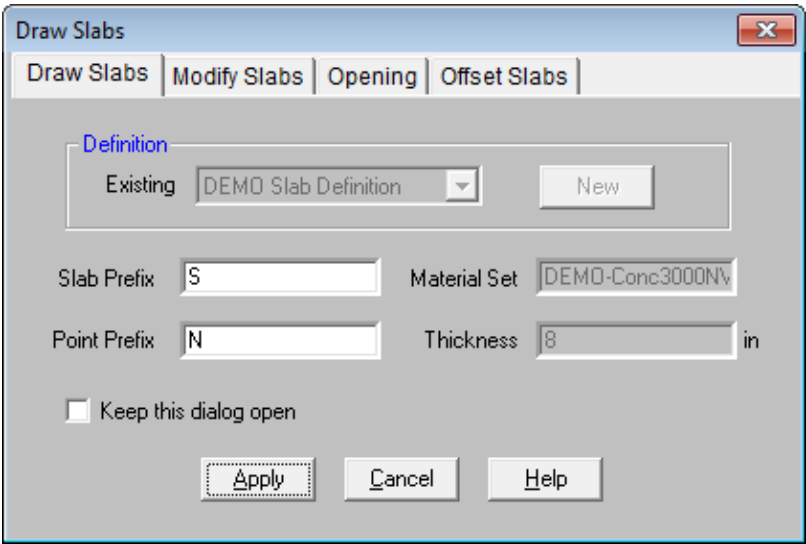 Draw Slabs
Draw Slabs Modify Slabs Opening Offset Slabs
Definition
Existing DEMO Slab Definition New
Slab Prefix S Material Set DEMO-Conc3000NV
Point Prefix N Thickness 8 in
Keep this dialog open
Apply Cancel Help